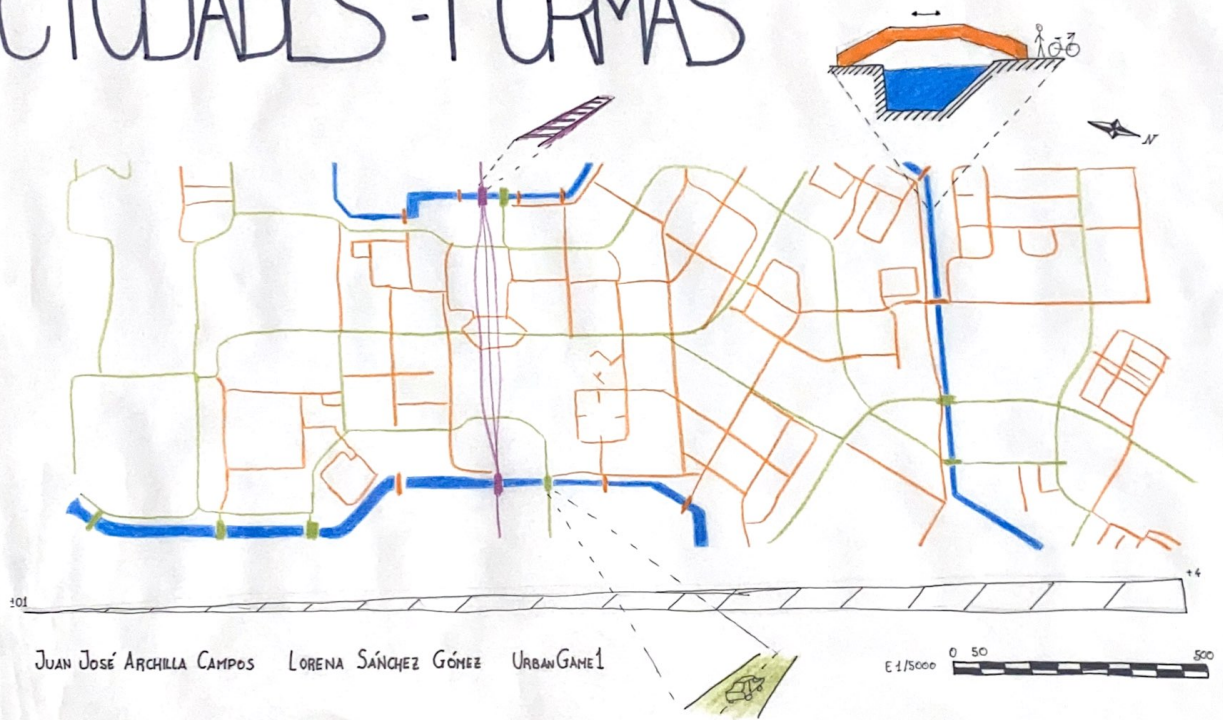 CIUDADES - FORMAS
N
±01
+4
JUAN JOSÉ ARCHILLA CAMPOS LORENA SÁNCHEZ GÓMEZ URBANGAME1
E 1/5000 0 50 500